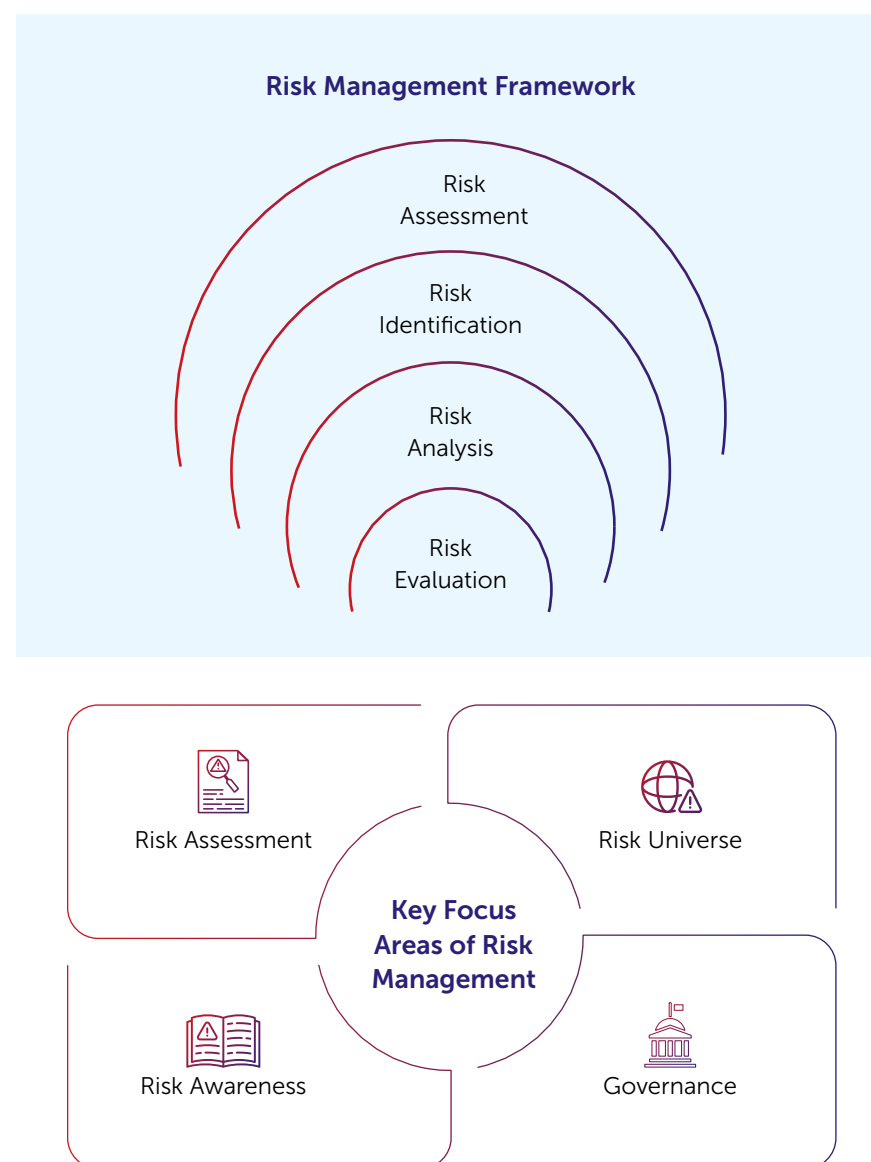 Risk Management Framework
Risk
Assessment
Risk
Identification
Risk
Analysis
Risk
Evaluation
Risk Assessment
Risk Universe
Key Focus
Areas of Risk
Management
Risk Awareness
Governance